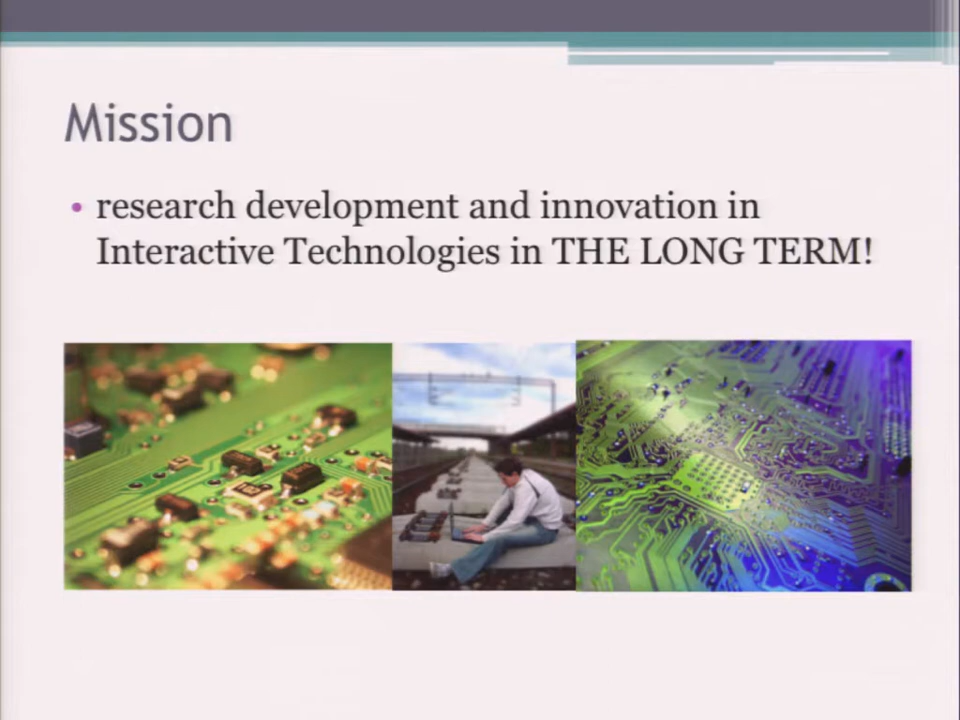 Mission
• research development and innovation in
Interactive Technologies in THE LONG TERM!